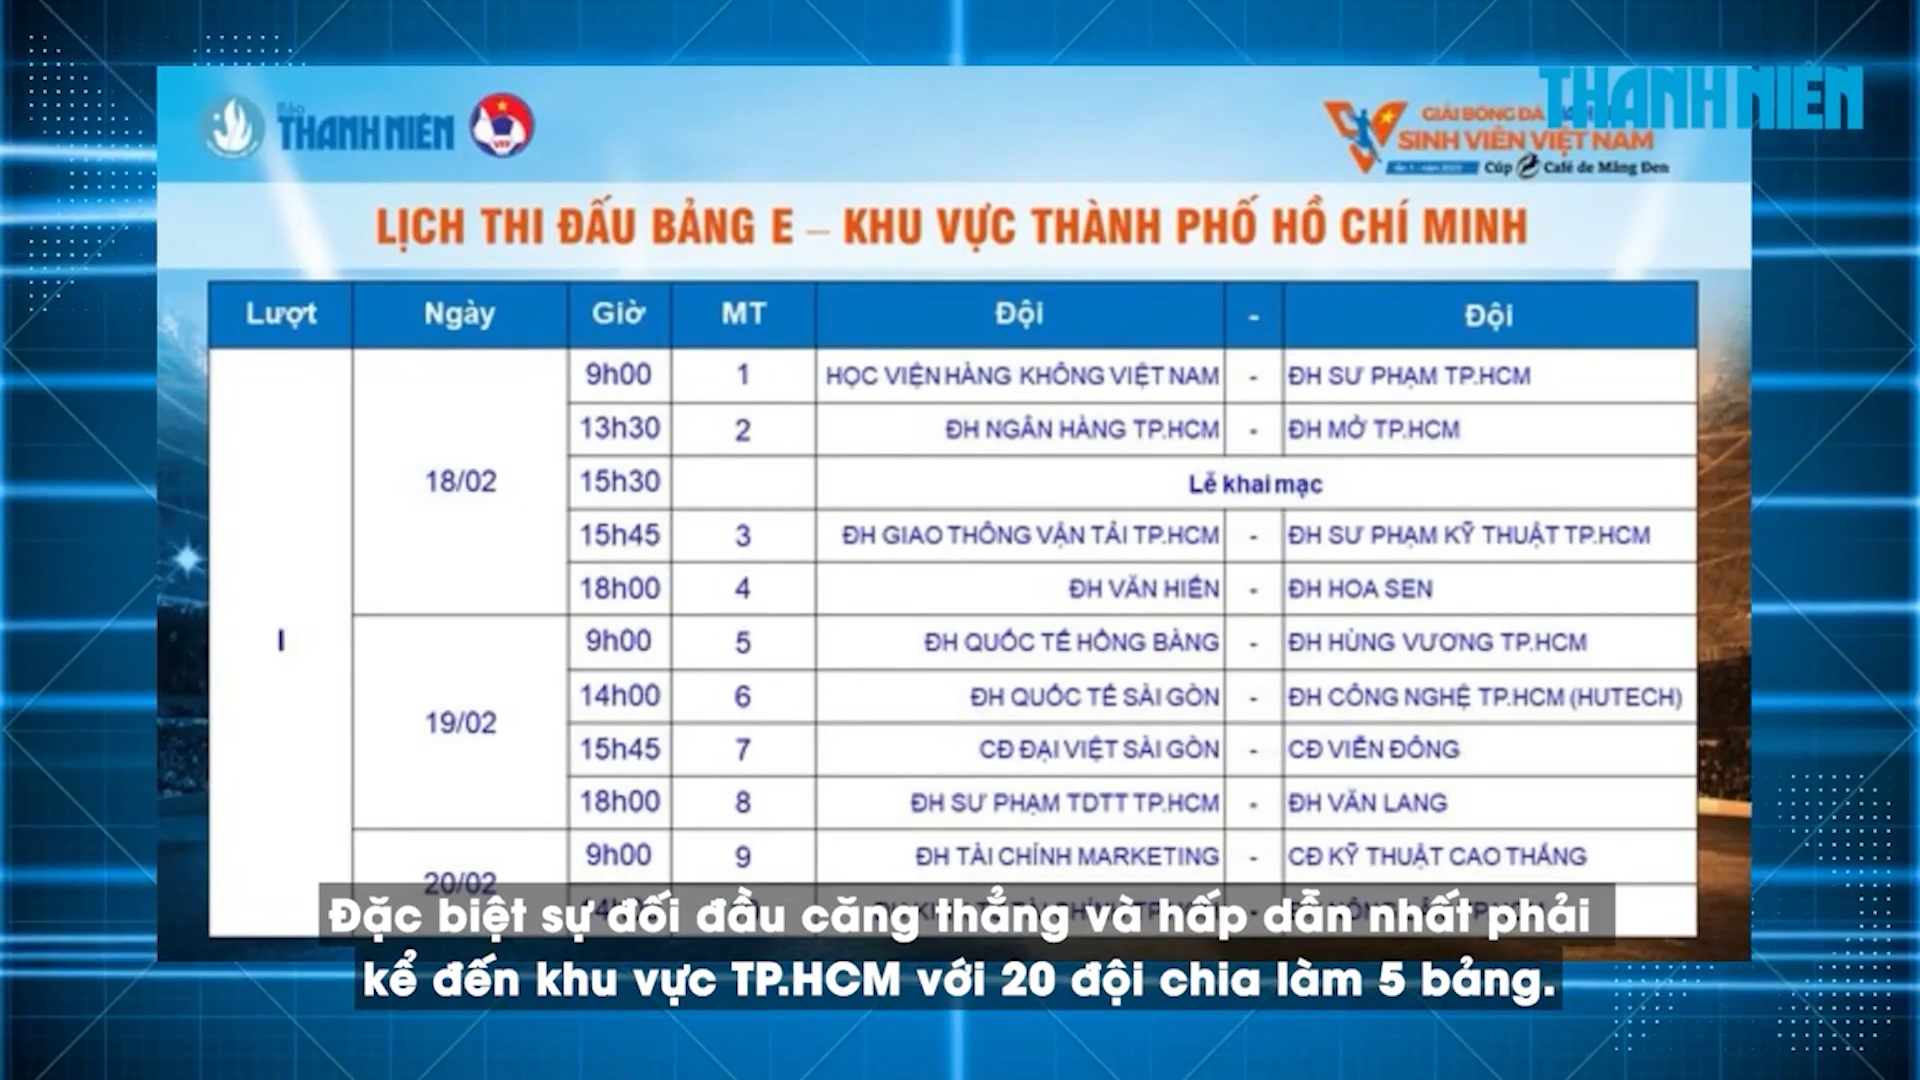 THANH NIÊN
Báo
THANH NIÊN
VFF
GIẢI BÓNG ĐÁ
SINH VIÊN VIỆT NAM
Cúp Café de Măng Đen
LỊCH THI ĐẤU BẢNG E – KHU VỰC THÀNH PHỐ HỒ CHÍ MINH
Lượt Ngày Giờ MT Đội - Đội
I
18/02
9h00 1 HỌC VIỆN HÀNG KHÔNG VIỆT NAM - ĐH SƯ PHẠM TP.HCM
13h30 2 ĐH NGÂN HÀNG TP.HCM - ĐH MỞ TP.HCM
15h30 Lễ khai mạc
15h45 3 ĐH GIAO THÔNG VẬN TẢI TP.HCM - ĐH SƯ PHẠM KỸ THUẬT TP.HCM
18h00 4 ĐH VĂN HIẾN - ĐH HOA SEN
19/02
9h00 5 ĐH QUỐC TẾ HỒNG BÀNG - ĐH HÙNG VƯƠNG TP.HCM
14h00 6 ĐH QUỐC TẾ SÀI GÒN - ĐH CÔNG NGHỆ TP.HCM (HUTECH)
15h45 7 CĐ ĐẠI VIỆT SÀI GÒN - CĐ VIỄN ĐÔNG
18h00 8 ĐH SƯ PHẠM TDTT TP.HCM - ĐH VĂN LANG
20/02
9h00 9 ĐH TÀI CHÍNH MARKETING - CĐ KỸ THUẬT CAO THẮNG
Đặc biệt sự đối đầu căng thẳng và hấp dẫn nhất phải
kể đến khu vực TP.HCM với 20 đội chia làm 5 bảng.